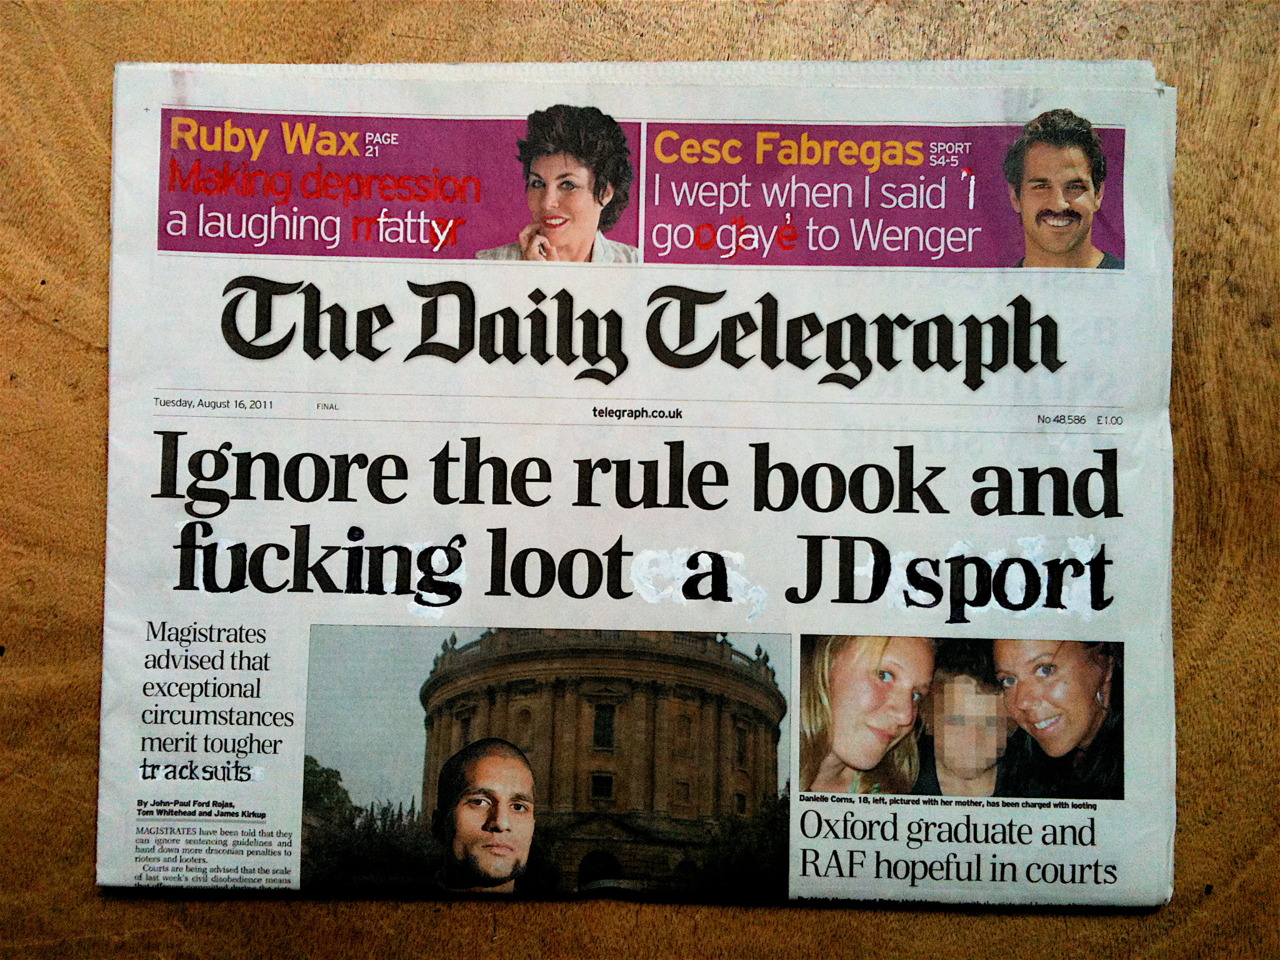 Ruby Wax PAGE 21
Making depression
a laughing fatty
Cesc Fabregas SPORT S4-5
I wept when I said 'I
go gay' to Wenger
The Daily Telegraph
Tuesday, August 16, 2011 FINAL telegraph.co.uk No 48,586 £1.00
Ignore the rule book and
fucking loot a JD sport
Magistrates
advised that
exceptional
circumstances
merit tougher
tracksuits
By John-Paul Ford Rojas,
Tom Whitehead and James Kirkup
MAGISTRATES have been told that they
can ignore sentencing guidelines and
hand down more draconian penalties to
rioters and looters.
Courts are being advised that the scale
of last week's civil disobedience means
Danielle Corns, 18, left, pictured with her mother, has been charged with looting
Oxford graduate and
RAF hopeful in courts